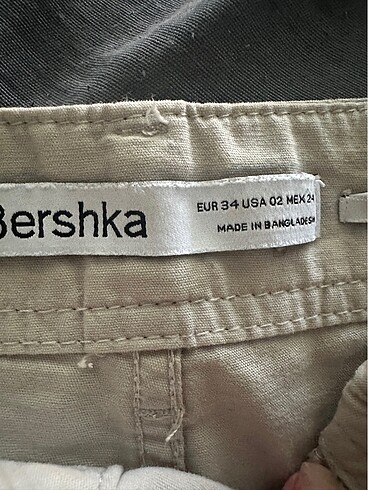 Bershka
EUR 34 USA 02 MEX 24
MADE IN BANGLADESH